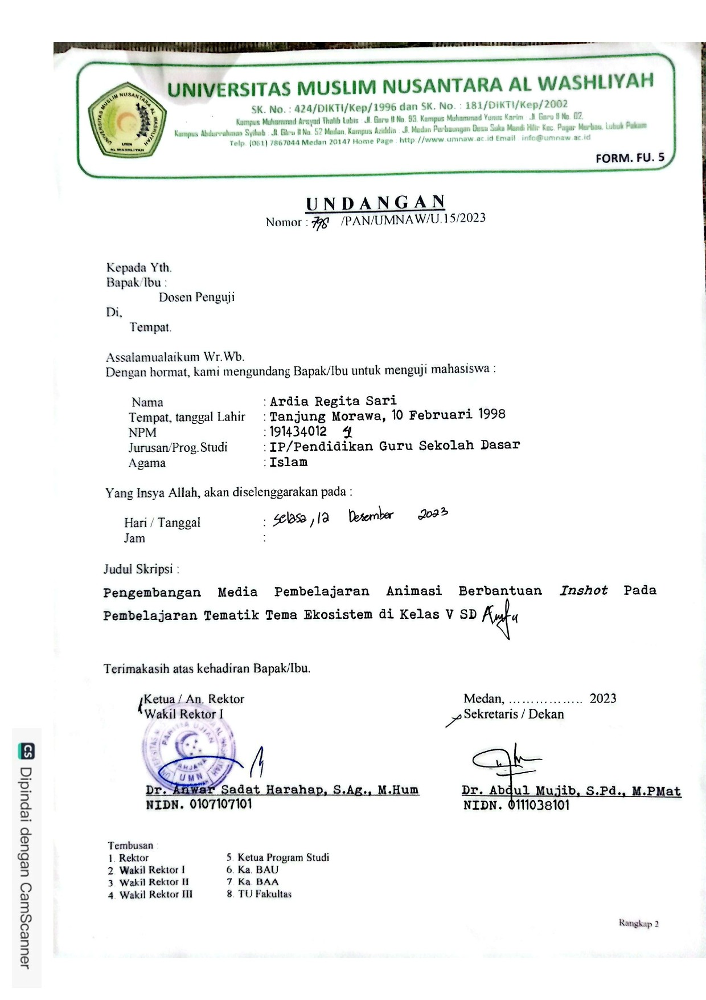 UNIVERSITAS MUSLIM NUSANTARA AL WASHLIYAH
SK. No. : 424/DIKTI/Kep/1996 dan SK. No. : 181/DIKTI/Kep/2002
Kampus Muhammad Arsyad Thalib Lubis : Jl. Garu II No. 93, Kampus Muhammad Yunus Karim : Jl. Garu II No. 02,
Kampus Abdurrahman Syihab : Jl. Garu II No. 52 Medan, Kampus Aziddin : Jl. Medan Perbaungan Desa Suka Mandi Hilir Kec. Pagar Merbau, Lubuk Pakam
Telp. (061) 7867044 Medan 20147 Home Page : http://www.umnaw.ac.id Email : info@umnaw.ac.id
UNIVERSITAS MUSLIM NUSANTARA AL WASHLIYAH
UMN
AL WASHLIYAH
FORM. FU. 5
UNDANGAN
Nomor : 798 /PAN/UMNAW/U.15/2023
Kepada Yth.
Bapak/Ibu :
Dosen Penguji
Di,
Tempat.
Assalamualaikum Wr.Wb.
Dengan hormat, kami mengundang Bapak/Ibu untuk menguji mahasiswa :
Nama : Ardia Regita Sari
Tempat, tanggal Lahir : Tanjung Morawa, 10 Februari 1998
NPM : 191434012
Jurusan/Prog.Studi : IP/Pendidikan Guru Sekolah Dasar
Agama : Islam
Yang Insya Allah, akan diselenggarakan pada :
Hari / Tanggal : Selasa, 12 Desember 2023
Jam :
Judul Skripsi :
Pengembangan Media Pembelajaran Animasi Berbantuan Inshot Pada
Pembelajaran Tematik Tema Ekosistem di Kelas V SD
Terimakasih atas kehadiran Bapak/Ibu.
Ketua / An. Rektor
Wakil Rektor I
PANITIA UJIAN
UMN
Dr. Anwar Sadat Harahap, S.Ag., M.Hum
NIDN. 0107107101
Medan, ................. 2023
Sekretaris / Dekan
Dr. Abdul Mujib, S.Pd., M.PMat
NIDN. 0111038101
Tembusan :
1. Rektor
2 Wakil Rektor I
3 Wakil Rektor II
4. Wakil Rektor III
5. Ketua Program Studi
6. Ka. BAU
7 Ka. BAA
8. TU Fakultas
Rangkap 2
CS Dipindai dengan CamScanner